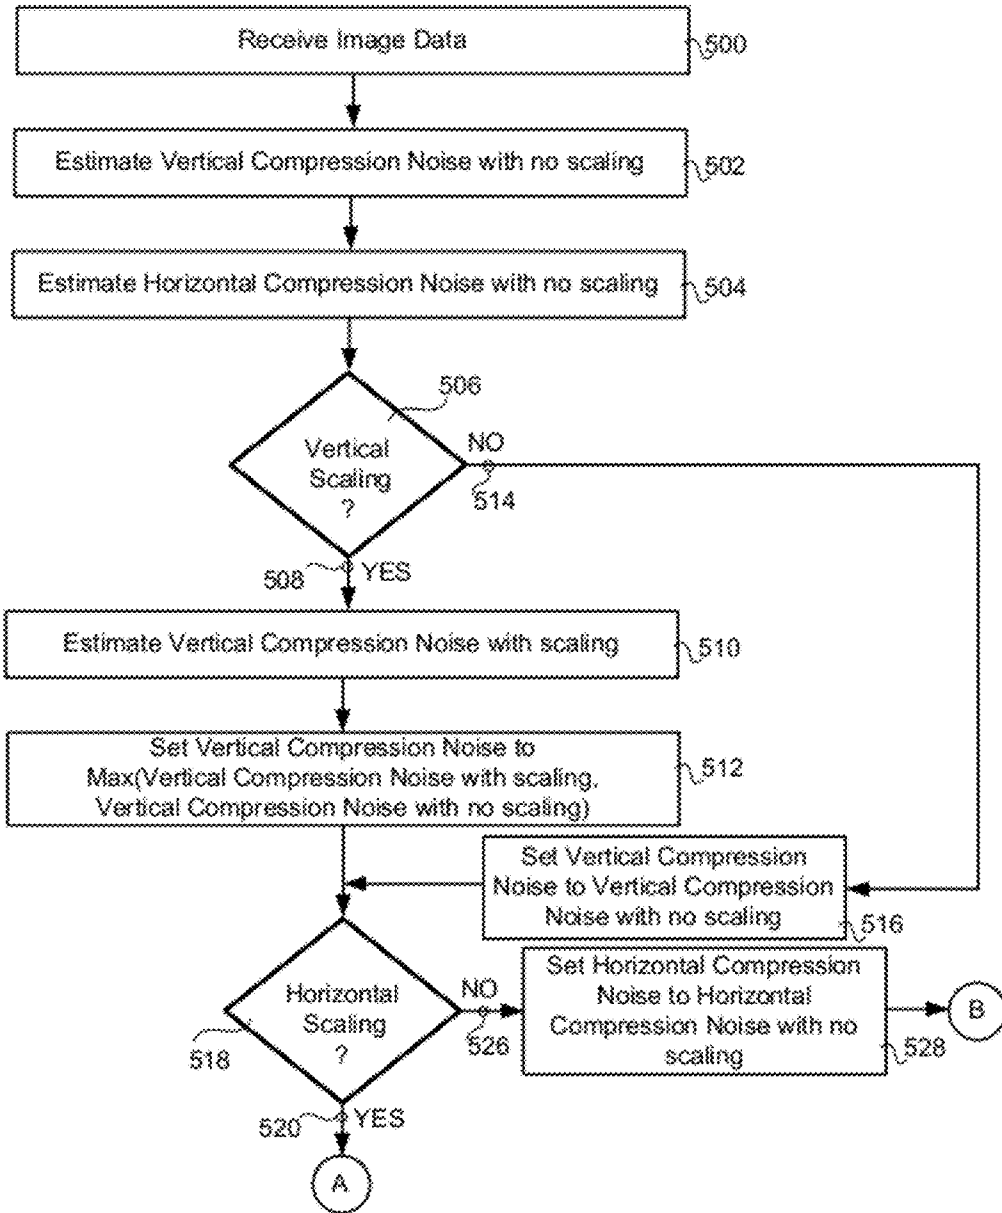 Receive Image Data
500
Estimate Vertical Compression Noise with no scaling
502
Estimate Horizontal Compression Noise with no scaling
504
506
Vertical
Scaling
?
NO
514
508
YES
Estimate Vertical Compression Noise with scaling
510
Set Vertical Compression Noise to
Max(Vertical Compression Noise with scaling,
Vertical Compression Noise with no scaling)
512
Set Vertical Compression
Noise to Vertical Compression
Noise with no scaling
516
Horizontal
Scaling
?
518
NO
526
Set Horizontal Compression
Noise to Horizontal
Compression Noise with no
scaling
528
B
520
YES
A